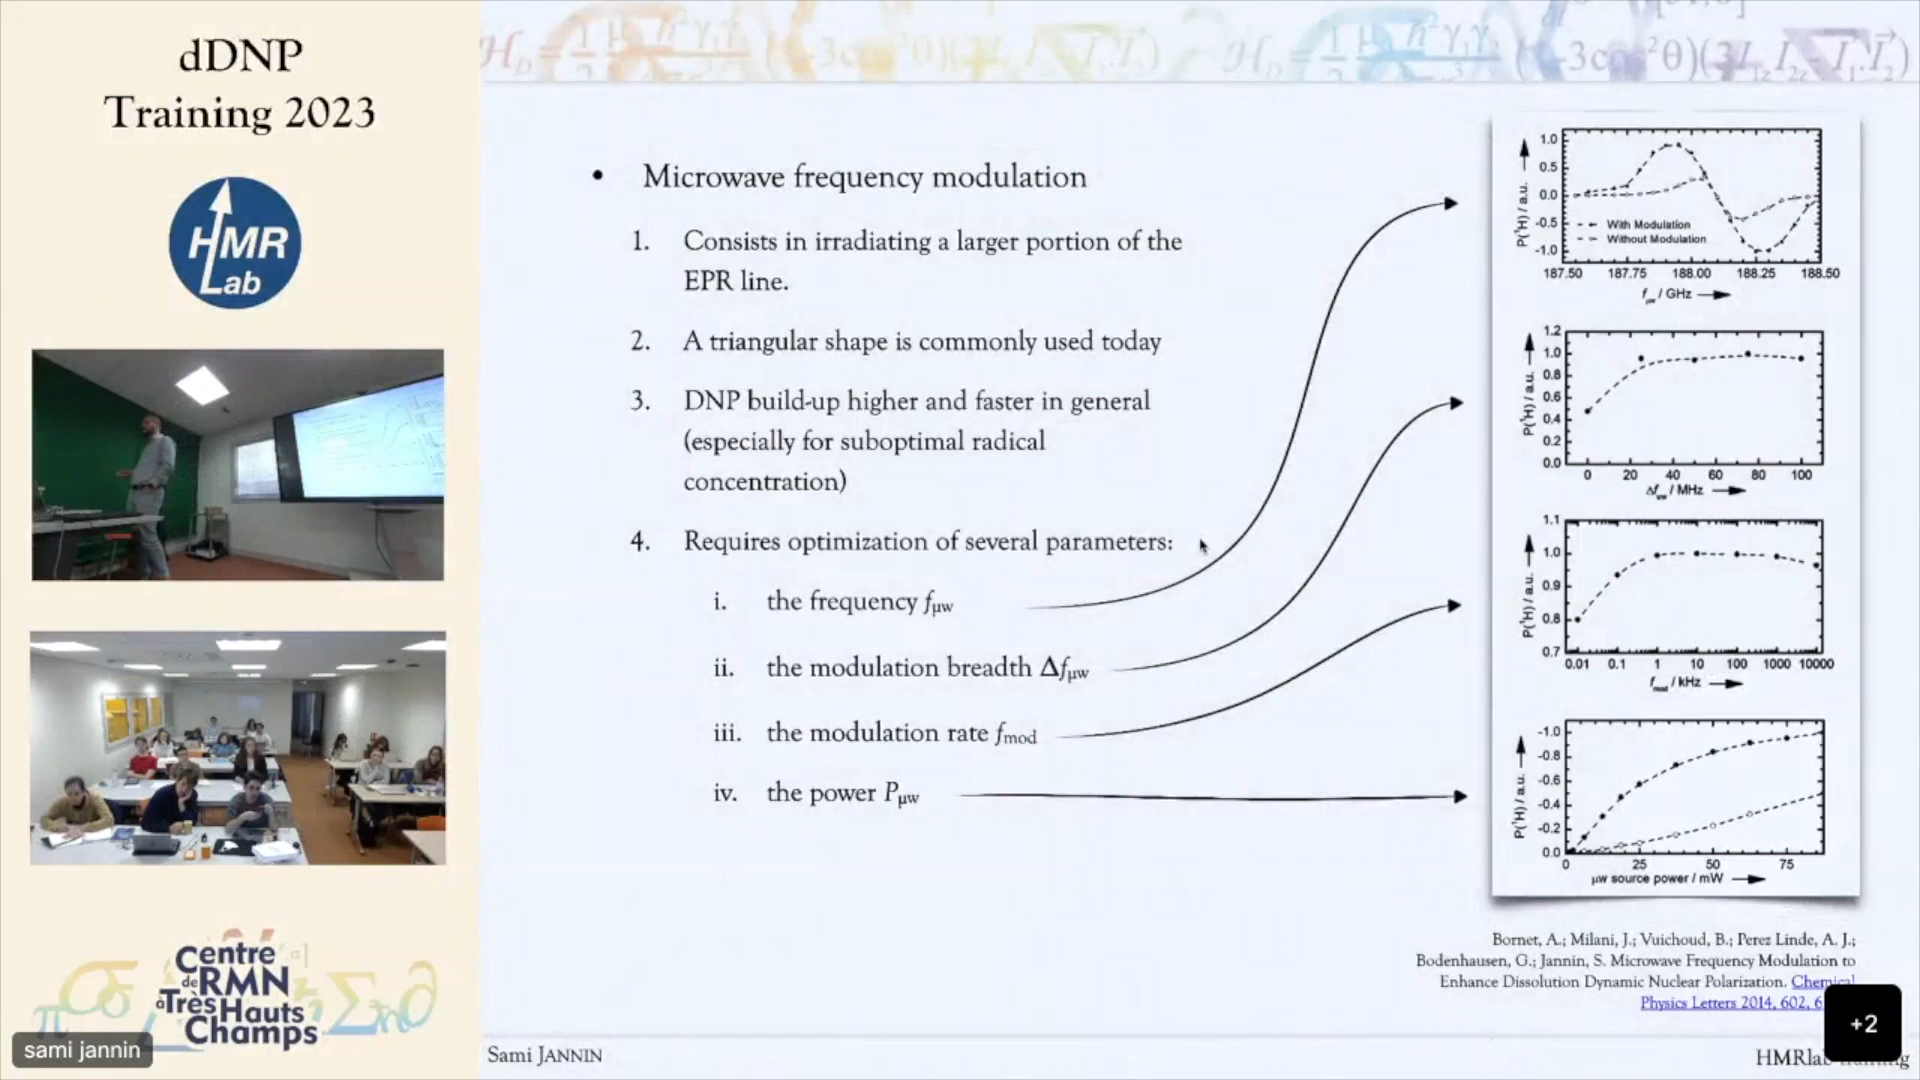 dDNP
Training 2023
HMR
Lab
Centre
de RMN
à Très Hauts
Champs
sami jannin
• Microwave frequency modulation
1. Consists in irradiating a larger portion of the
EPR line.
2. A triangular shape is commonly used today
3. DNP build-up higher and faster in general
(especially for suboptimal radical
concentration)
4. Requires optimization of several parameters:
i. the frequency fμw
ii. the modulation breadth Δfμw
iii. the modulation rate fmod
iv. the power Pμw
P(¹H) / a.u.
1.0
0.5
0.0
-0.5
-1.0
With Modulation
Without Modulation
187.50 187.75 188.00 188.25 188.50
fμw / GHz
P(¹H) / a.u.
1.2
1.0
0.8
0.6
0.4
0.2
0.0
0 20 40 60 80 100
Δfμw / MHz
P(¹H) / a.u.
1.1
1.0
0.9
0.8
0.7
0.01 0.1 1 10 100 1000 10000
fmod / kHz
P(¹H) / a.u.
-1.0
-0.8
-0.6
-0.4
-0.2
0.0
0 25 50 75
μw source power / mW
Bornet, A.; Milani, J.; Vuichoud, B.; Perez Linde, A. J.;
Bodenhausen, G.; Jannin, S. Microwave Frequency Modulation to
Enhance Dissolution Dynamic Nuclear Polarization. Chemical
Physics Letters 2014, 602, 6
+2
Sami JANNIN
HMRlab training